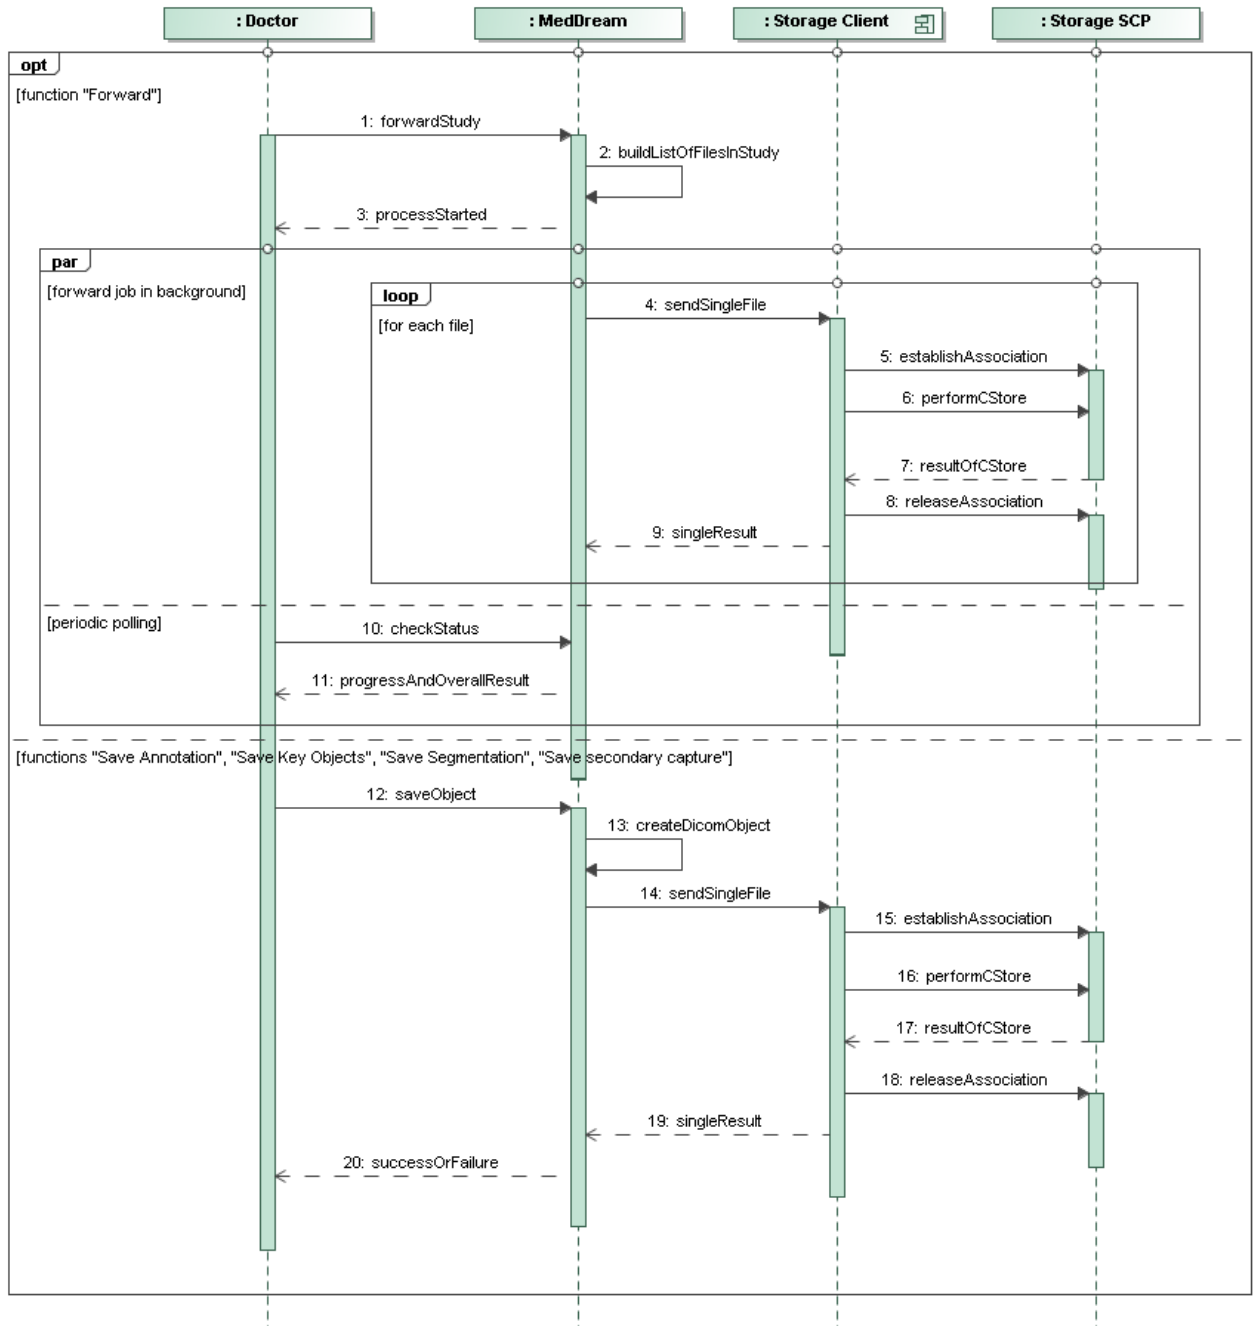 : Doctor
: MedDream
: Storage Client
: Storage SCP
opt
[function "Forward"]
1: forwardStudy
2: buildListOfFilesInStudy
3: processStarted
par
[forward job in background]
loop
4: sendSingleFile
[for each file]
5: establishAssociation
6: performCStore
7: resultOfCStore
8: releaseAssociation
9: singleResult
[periodic polling]
10: checkStatus
11: progressAndOverallResult
[functions "Save Annotation", "Save Key Objects", "Save Segmentation", "Save secondary capture"]
12: saveObject
13: createDicomObject
14: sendSingleFile
15: establishAssociation
16: performCStore
17: resultOfCStore
18: releaseAssociation
19: singleResult
20: successOrFailure